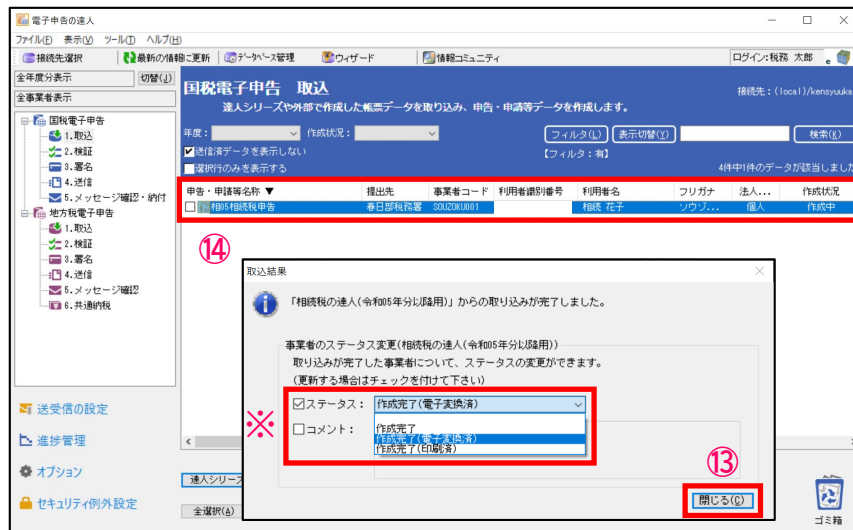 電子申告の達人
ファイル(F) 表示(V) ツール(T) ヘルプ(H)
接続先選択 最新の情報に更新 データベース管理 ウィザード 情報コミュニティ ログイン:税務 太郎
全年度分表示 切替(J)
全事業者表示
国税電子申告
1.取込
2.検証
3.署名
4.送信
5.メッセージ確認・納付
地方税電子申告
1.取込
2.検証
3.署名
4.送信
5.メッセージ確認
6.共通納税
送受信の設定
進捗管理
オプション
セキュリティ例外設定
国税電子申告 取込
接続先:(local)/kensyuuka
達人シリーズや外部で作成した帳票データを取り込み、申告・申請等データを作成します。
年度: 作成状況: フィルタ(L) 表示切替(Y) 検索(K)
送信済データを表示しない 【フィルタ:有】
選択行のみを表示する 4件中1件のデータが該当しました
申告・申請等名称 ▼ 提出先 事業者コード 利用者識別番号 利用者名 フリガナ 法人... 作成状況
相05相続税申告 春日部税務署 SOUZOKU001 相続 花子 ソウゾ... 個人 作成中
⑭
取込結果
「相続税の達人(令和05年分以降用)」からの取り込みが完了しました。
事業者のステータス変更(相続税の達人(令和05年分以降用))
取り込みが完了した事業者について、ステータスの変更ができます。
(更新する場合はチェックを付けて下さい)
※
ステータス: 作成完了(電子変換済)
コメント:
作成完了
作成完了(電子変換済)
作成完了(印刷済)
⑬
閉じる(C)
達人シリーズ
全選択(A)
ゴミ箱